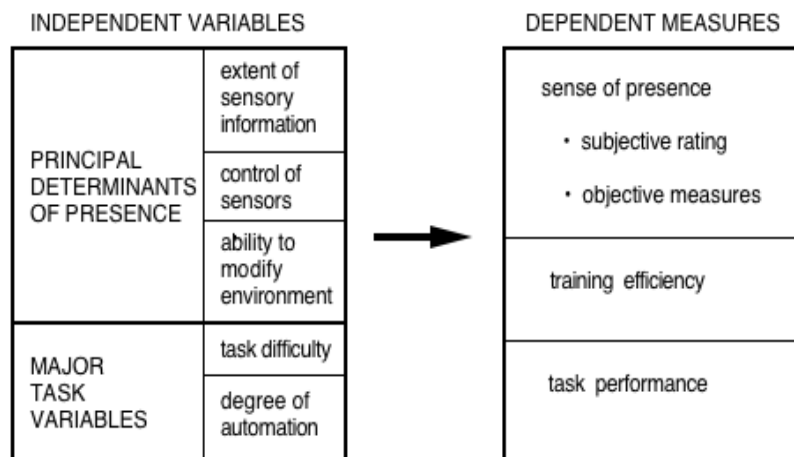 INDEPENDENT VARIABLES
PRINCIPAL
DETERMINANTS
OF PRESENCE
extent of
sensory
information
control of
sensors
ability to
modify
environment
MAJOR
TASK
VARIABLES
task difficulty
degree of
automation
DEPENDENT MEASURES
sense of presence
• subjective rating
• objective measures
training efficiency
task performance